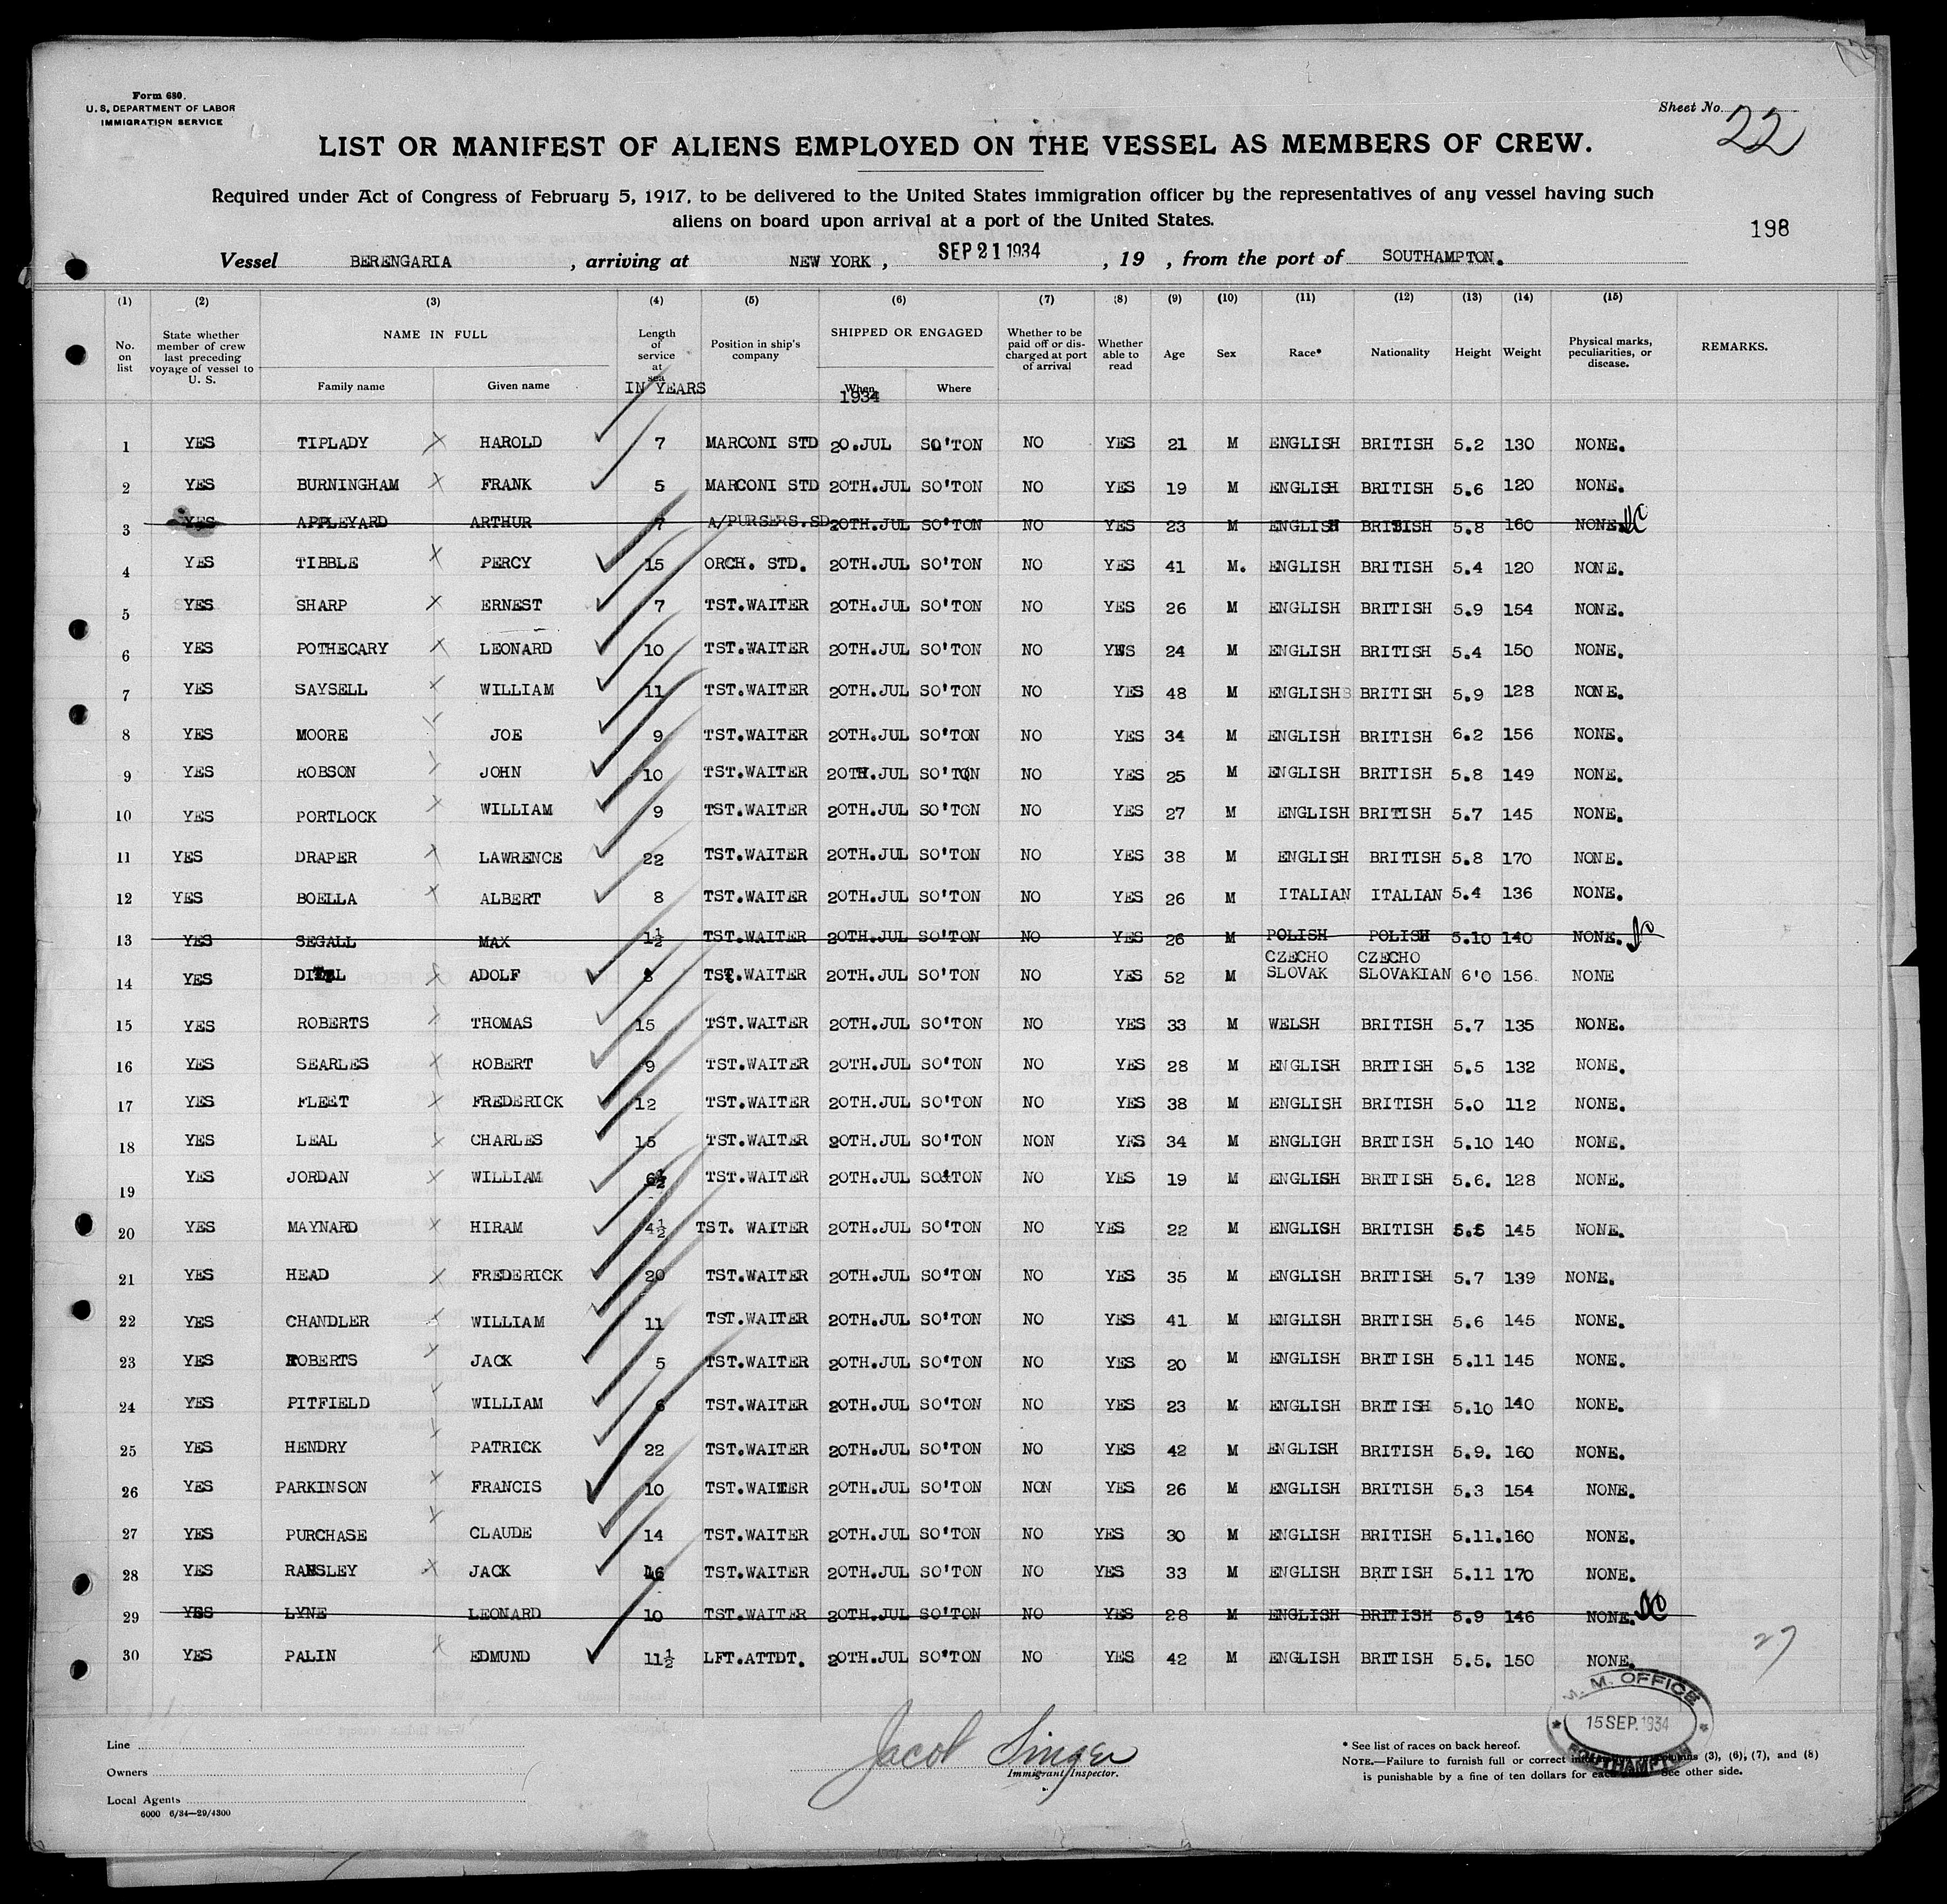 Form 680.
U. S. DEPARTMENT OF LABOR
IMMIGRATION SERVICE
Sheet No. 22
LIST OR MANIFEST OF ALIENS EMPLOYED ON THE VESSEL AS MEMBERS OF CREW.
Required under Act of Congress of February 5, 1917, to be delivered to the United States immigration officer by the representatives of any vessel having such
aliens on board upon arrival at a port of the United States.
198
Vessel BERENGARIA , arriving at NEW YORK , SEP 21 1934 , 19 , from the port of SOUTHAMPTON.
(1) (2) (3) (4) (5) (6) (7) (8) (9) (10) (11) (12) (13) (14) (15)
No. on list State whether member of crew last preceding voyage of vessel to U. S. NAME IN FULL Family name Given name Length of service at sea IN YEARS Position in ship's company SHIPPED OR ENGAGED When 1934 Where Whether to be paid off or discharged at port of arrival Whether able to read Age Sex Race* Nationality Height Weight Physical marks, peculiarities, or disease. REMARKS.
1 YES TIPLADY HAROLD 7 MARCONI STD 20.JUL SO'TON NO YES 21 M ENGLISH BRITISH 5.2 130 NONE.
2 YES BURNINGHAM FRANK 5 MARCONI STD 20TH.JUL SO'TON NO YES 19 M ENGLISH BRITISH 5.6 120 NONE.
3 YES APPLEYARD ARTHUR 7 A/PURSERS.SD 20TH.JUL SO'TON NO YES 23 M ENGLISH BRITISH 5.8 160 NONE.
4 YES TIBBLE PERCY 15 ORCH. STD. 20TH.JUL SO'TON NO YES 41 M. ENGLISH BRITISH 5.4 120 NONE.
5 YES SHARP ERNEST 7 TST.WAITER 20TH.JUL SO'TON NO YES 26 M ENGLISH BRITISH 5.9 154 NONE.
6 YES POTHECARY LEONARD 10 TST.WAITER 20TH.JUL SO'TON NO YES 24 M ENGLISH BRITISH 5.4 150 NONE.
7 YES SAYSELL WILLIAM 11 TST.WAITER 20TH.JUL SO'TON NO YES 48 M ENGLISH BRITISH 5.9 128 NONE.
8 YES MOORE JOE 9 TST.WAITER 20TH.JUL SO'TON NO YES 34 M ENGLISH BRITISH 6.2 156 NONE.
9 YES ROBSON JOHN 10 TST.WAITER 20TH.JUL SO'TON NO YES 25 M ENGLISH BRITISH 5.8 149 NONE.
10 YES PORTLOCK WILLIAM 9 TST.WAITER 20TH.JUL SO'TON NO YES 27 M ENGLISH BRITISH 5.7 145 NONE.
11 YES DRAPER LAWRENCE 22 TST.WAITER 20TH.JUL SO'TON NO YES 38 M ENGLISH BRITISH 5.8 170 NONE.
12 YES BOELLA ALBERT 8 TST.WAITER 20TH.JUL SO'TON NO YES 26 M ITALIAN ITALIAN 5.4 136 NONE.
13 YES SEGALL MAX 1½ TST.WAITER 20TH.JUL SO'TON NO YES 26 M POLISH POLISH 5.10 140 NONE.
14 YES ADOLF 8 TST.WAITER 20TH.JUL SO'TON NO YES 52 M CZECHO SLOVAK CZECHO SLOVAKIAN 6'0 156 NONE
15 YES ROBERTS THOMAS 15 TST.WAITER 20TH.JUL SO'TON NO YES 33 M WELSH BRITISH 5.7 135 NONE.
16 YES SEARLES ROBERT 9 TST.WAITER 20TH.JUL SO'TON NO YES 28 M ENGLISH BRITISH 5.5 132 NONE.
17 YES FLEET FREDERICK 12 TST.WAITER 20TH.JUL SO'TON NO YES 38 M ENGLISH BRITISH 5.0 112 NONE.
18 YES LEAL CHARLES 15 TST.WAITER 20TH.JUL SO'TON NON YES 34 M ENGLIGH BRITISH 5.10 140 NONE.
19 YES JORDAN WILLIAM 6½ TST.WAITER 20TH.JUL SO'TON NO YES 19 M ENGLISH BRITISH 5.6. 128 NONE.
20 YES MAYNARD HIRAM 4½ TST. WAITER 20TH.JUL SO'TON NO YES 22 M ENGLISH BRITISH 5.5 145 NONE.
21 YES HEAD FREDERICK 20 TST.WAITER 20TH.JUL SO'TON NO YES 35 M ENGLISH BRITISH 5.7 139 NONE.
22 YES CHANDLER WILLIAM 11 TST.WAITER 20TH.JUL SO'TON NO YES 41 M ENGLISH BRITISH 5.6 145 NONE.
23 YES ROBERTS JACK 5 TST.WAITER 20TH.JUL SO'TON NO YES 20 M ENGLISH BRITISH 5.11 145 NONE.
24 YES PITFIELD WILLIAM 6 TST.WAITER 20TH.JUL SO'TON NO YES 23 M ENGLISH BRITISH 5.10 140 NONE.
25 YES HENDRY PATRICK 22 TST.WAITER 20TH.JUL SO'TON NO YES 42 M ENGLISH BRITISH 5.9. 160 NONE.
26 YES PARKINSON FRANCIS 10 TST.WAITER 20TH.JUL SO'TON NON YES 26 M ENGLISH BRITISH 5.3 154 NONE.
27 YES PURCHASE CLAUDE 14 TST.WAITER 20TH.JUL SO'TON NO YES 30 M ENGLISH BRITISH 5.11. 160 NONE.
28 YES RANSLEY JACK 16 TST.WAITER 20TH.JUL SO'TON NO YES 33 M ENGLISH BRITISH 5.11 170 NONE.
29 YES LYNE LEONARD 10 TST.WAITER 20TH.JUL SO'TON NO YES 28 M ENGLISH BRITISH 5.9 146 NONE.
30 YES PALIN EDMUND 11½ LFT.ATTDT. 20TH.JUL SO'TON NO YES 42 M ENGLISH BRITISH 5.5. 150 NONE.
27
M. M. OFFICE
15 SEP. 1934
SOUTHAMPTON
Line
Owners
Local Agents
6000 6/34—29/4300
Jacob Singer
Immigrant Inspector.
* See list of races on back hereof.
NOTE.—Failure to furnish full or correct columns (3), (6), (7), and (8)
is punishable by a fine of ten dollars for each See other side.